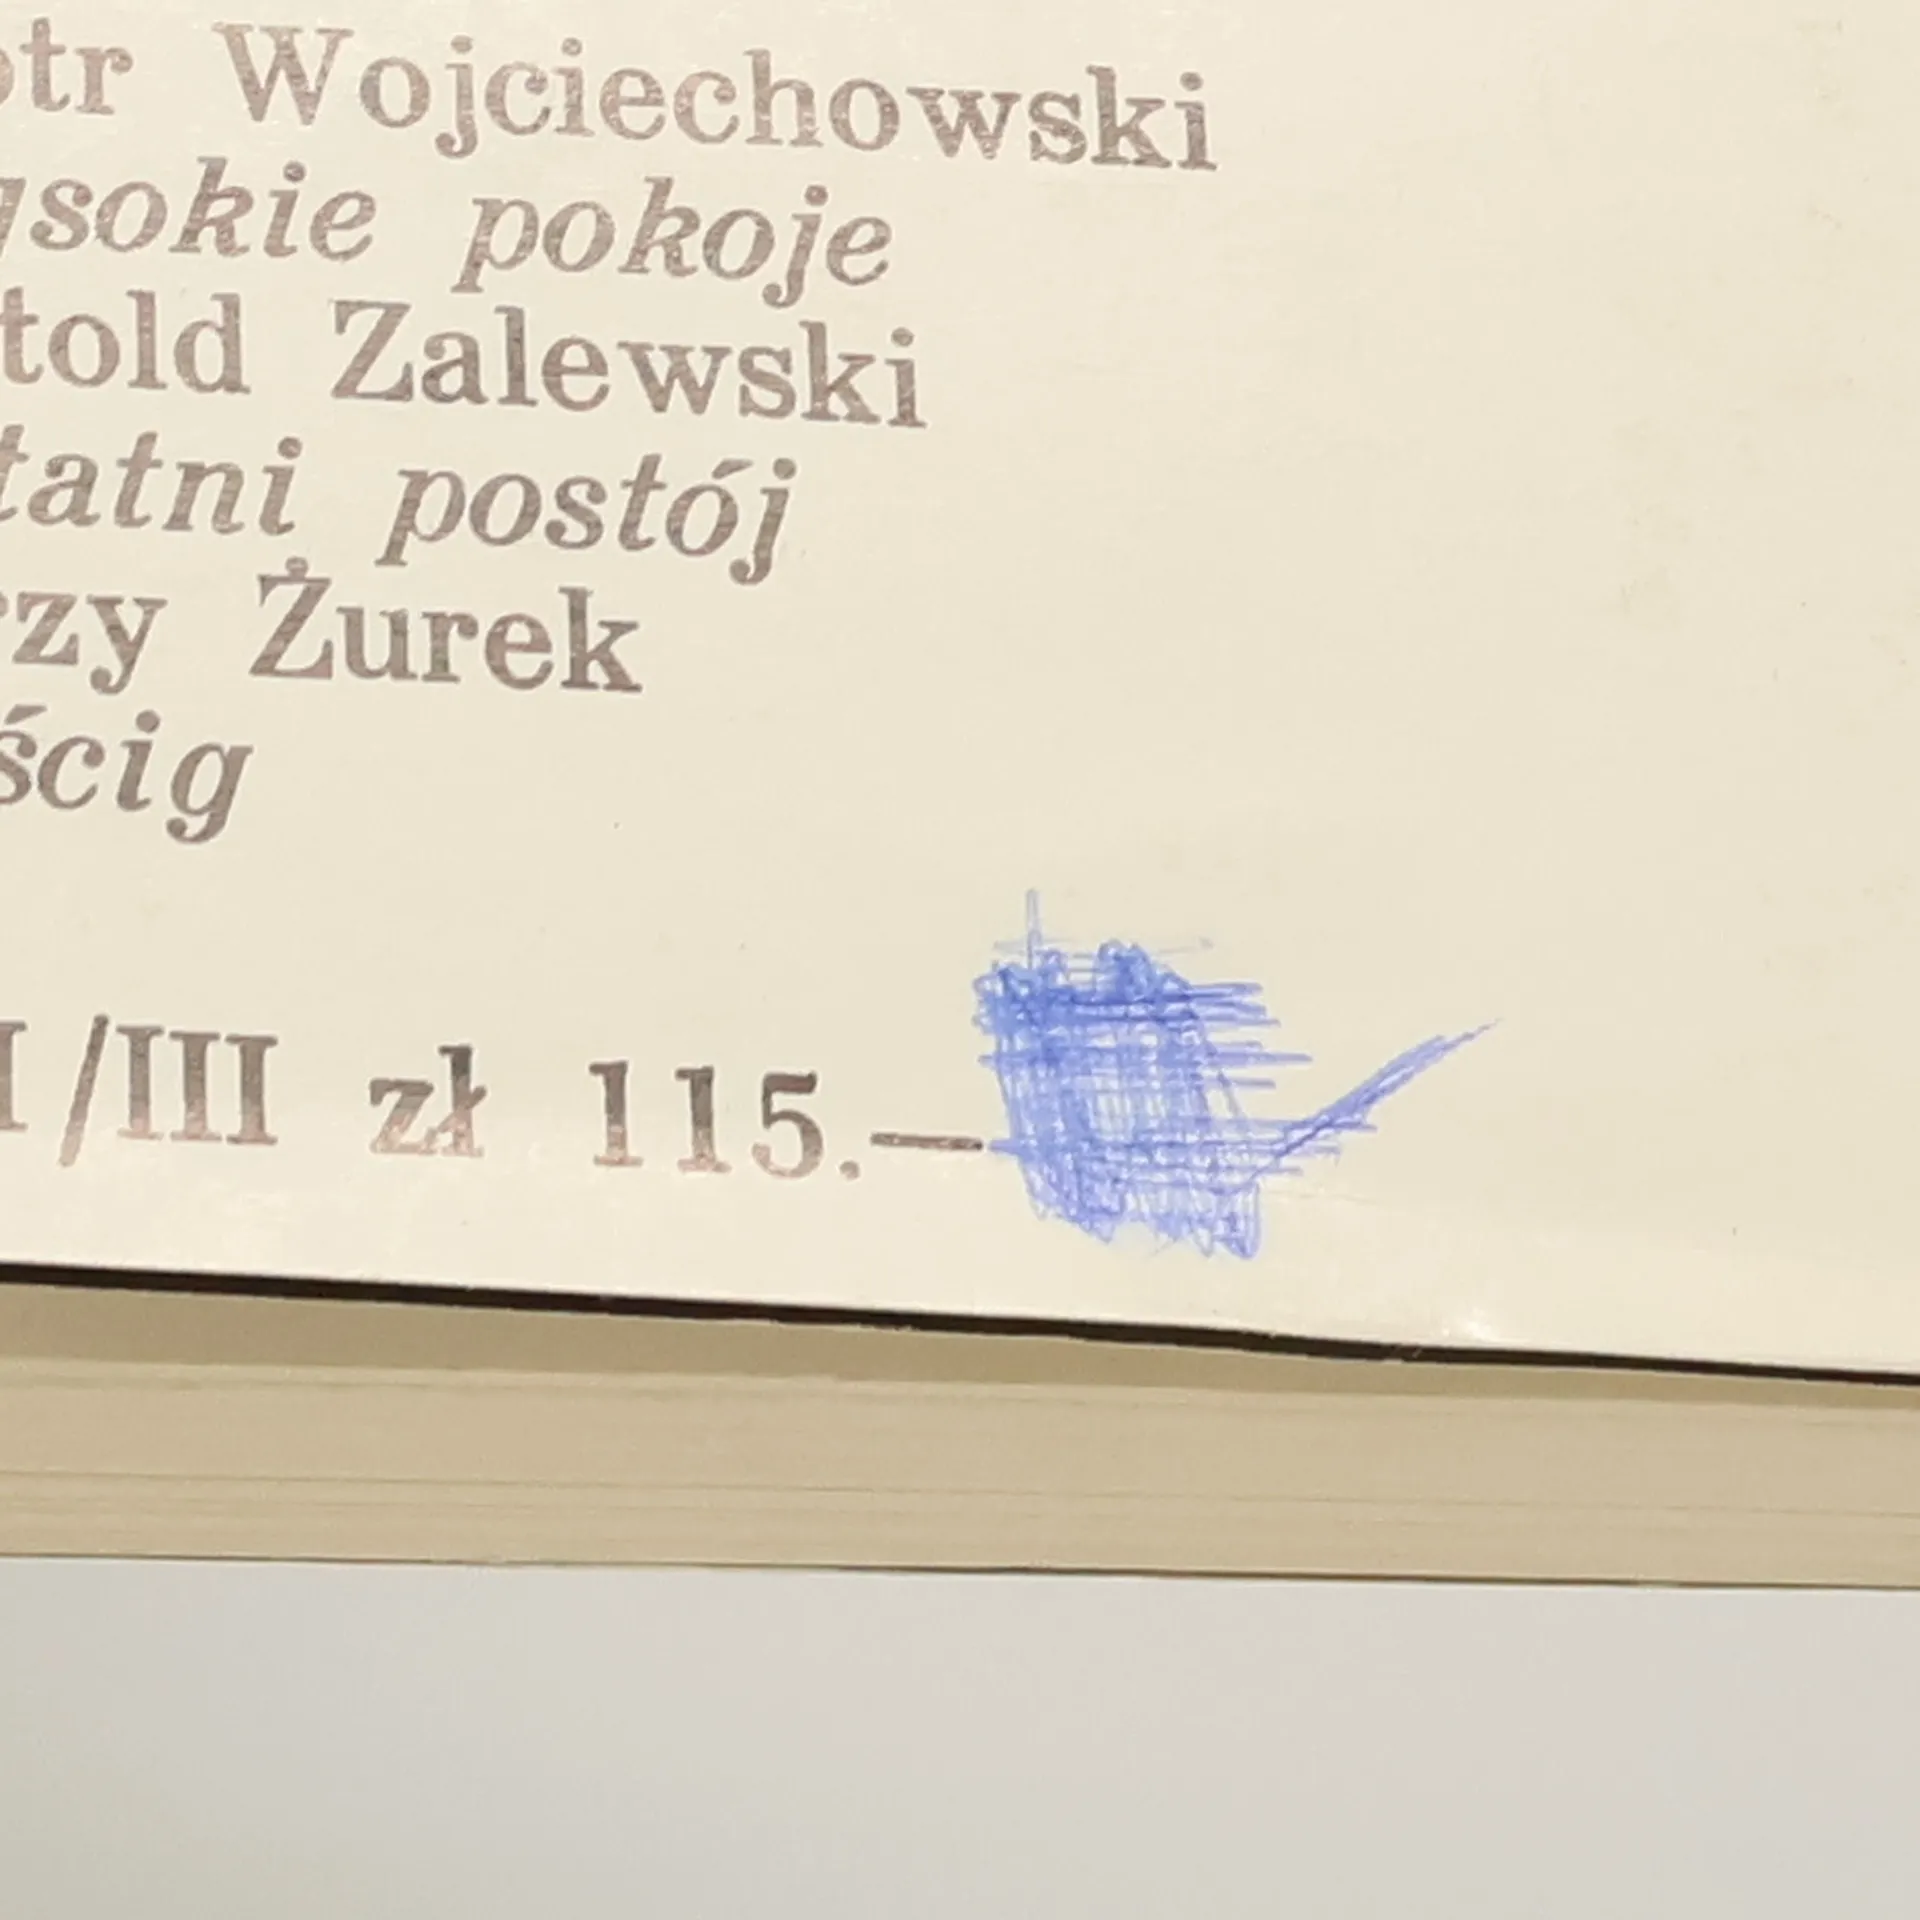 otr Wojciechowski
ysokie pokoje
told Zalewski
tatni postój
rzy Żurek
ścig
I/III zł 115.—